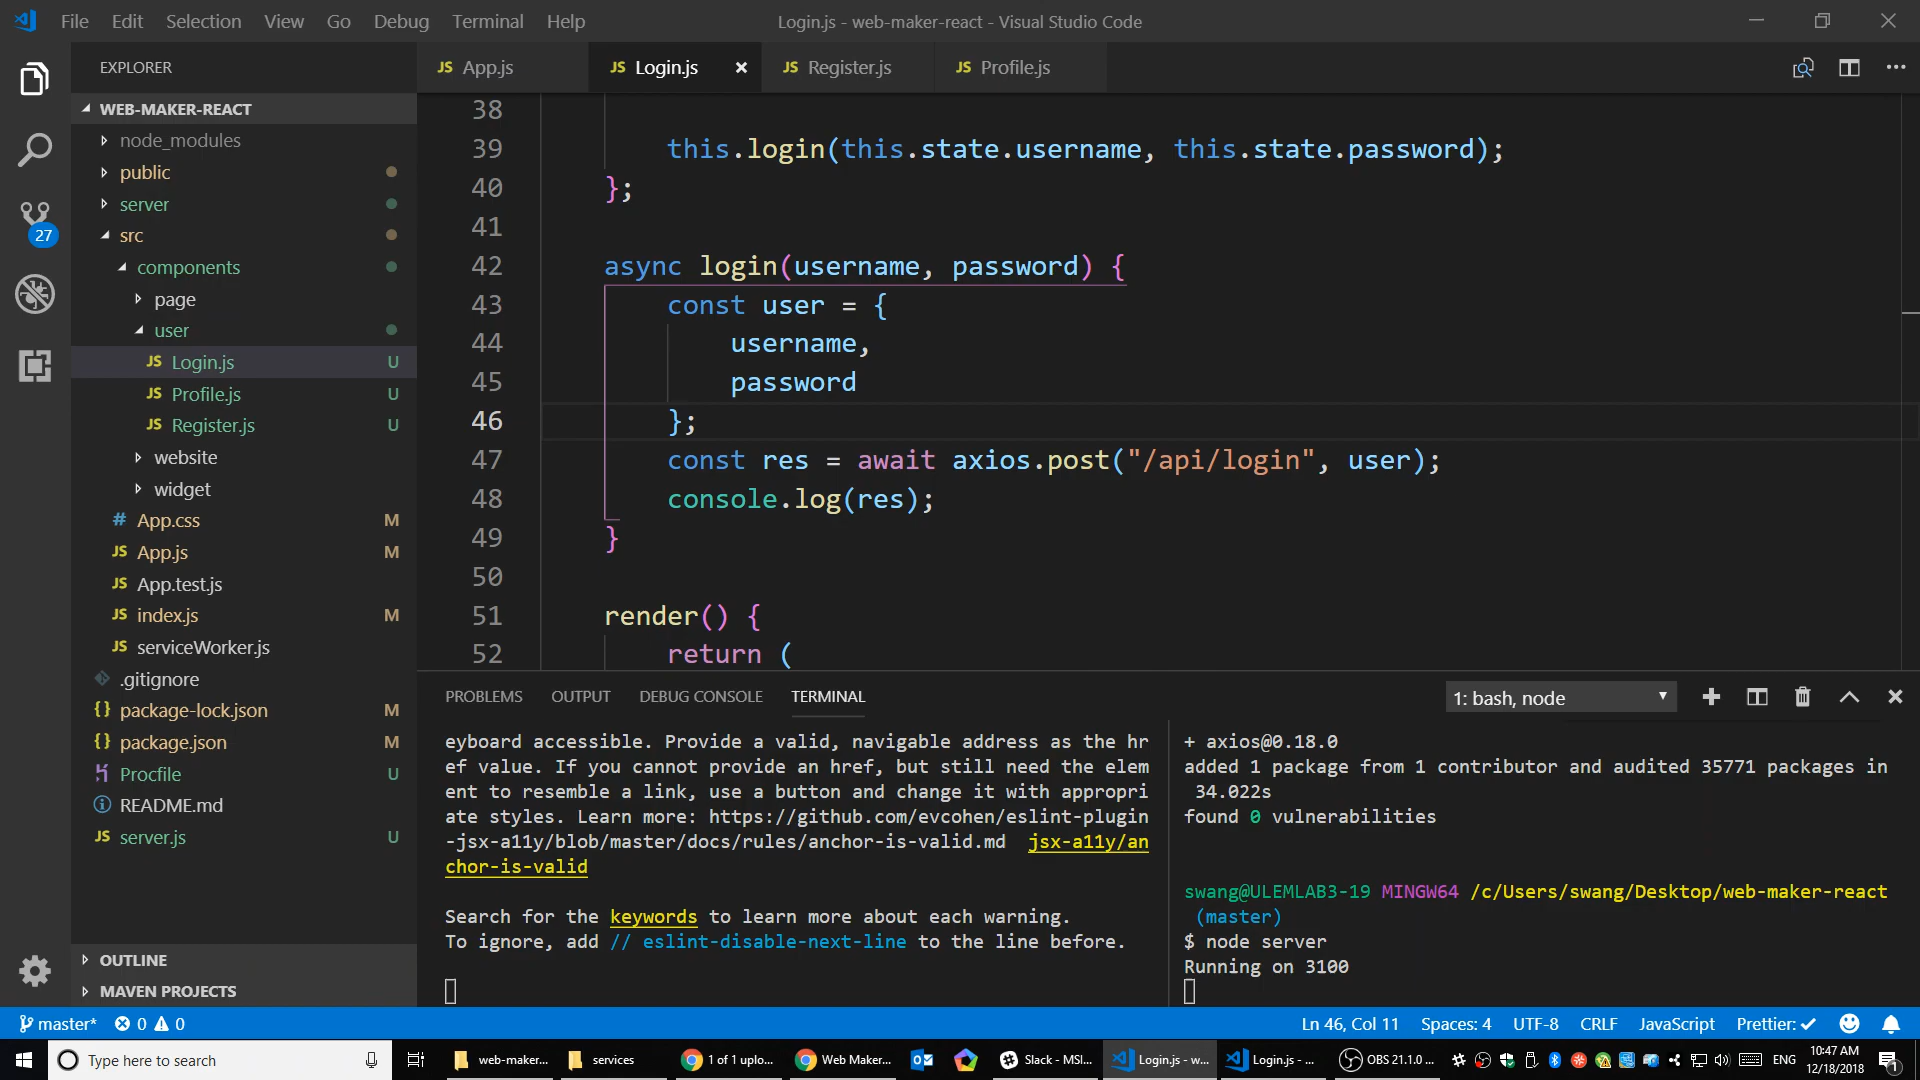 File Edit Selection View Go Debug Terminal Help
Login.js - web-maker-react - Visual Studio Code
EXPLORER
JS App.js
JS Login.js
JS Register.js
JS Profile.js
WEB-MAKER-REACT
node_modules
public
server
src
components
page
user
JS Login.js U
JS Profile.js U
JS Register.js U
website
widget
# App.css M
JS App.js M
JS App.test.js
JS index.js M
JS serviceWorker.js
.gitignore
{} package-lock.json M
{} package.json M
Procfile U
README.md
JS server.js U
OUTLINE
MAVEN PROJECTS
27
38
39 this.login(this.state.username, this.state.password);
40 };
41
42 async login(username, password) {
43 const user = {
44 username,
45 password
46 };
47 const res = await axios.post("/api/login", user);
48 console.log(res);
49 }
50
51 render() {
52 return (
PROBLEMS OUTPUT DEBUG CONSOLE TERMINAL
1: bash, node
eyboard accessible. Provide a valid, navigable address as the hr
ef value. If you cannot provide an href, but still need the elem
ent to resemble a link, use a button and change it with appropri
ate styles. Learn more: https://github.com/evcohen/eslint-plugin
-jsx-a11y/blob/master/docs/rules/anchor-is-valid.md jsx-a11y/an
chor-is-valid
Search for the keywords to learn more about each warning.
To ignore, add // eslint-disable-next-line to the line before.
+ axios@0.18.0
added 1 package from 1 contributor and audited 35771 packages in
34.022s
found 0 vulnerabilities
swang@ULEMLAB3-19 MINGW64 /c/Users/swang/Desktop/web-maker-react
(master)
$ node server
Running on 3100
master* 0 0
Ln 46, Col 11 Spaces: 4 UTF-8 CRLF JavaScript Prettier: ✓
Type here to search
web-maker...
services
1 of 1 uplo...
Web Maker...
Slack - MSI...
Login.js - w...
Login.js - ...
OBS 21.1.0 ...
ENG
10:47 AM
12/18/2018
1